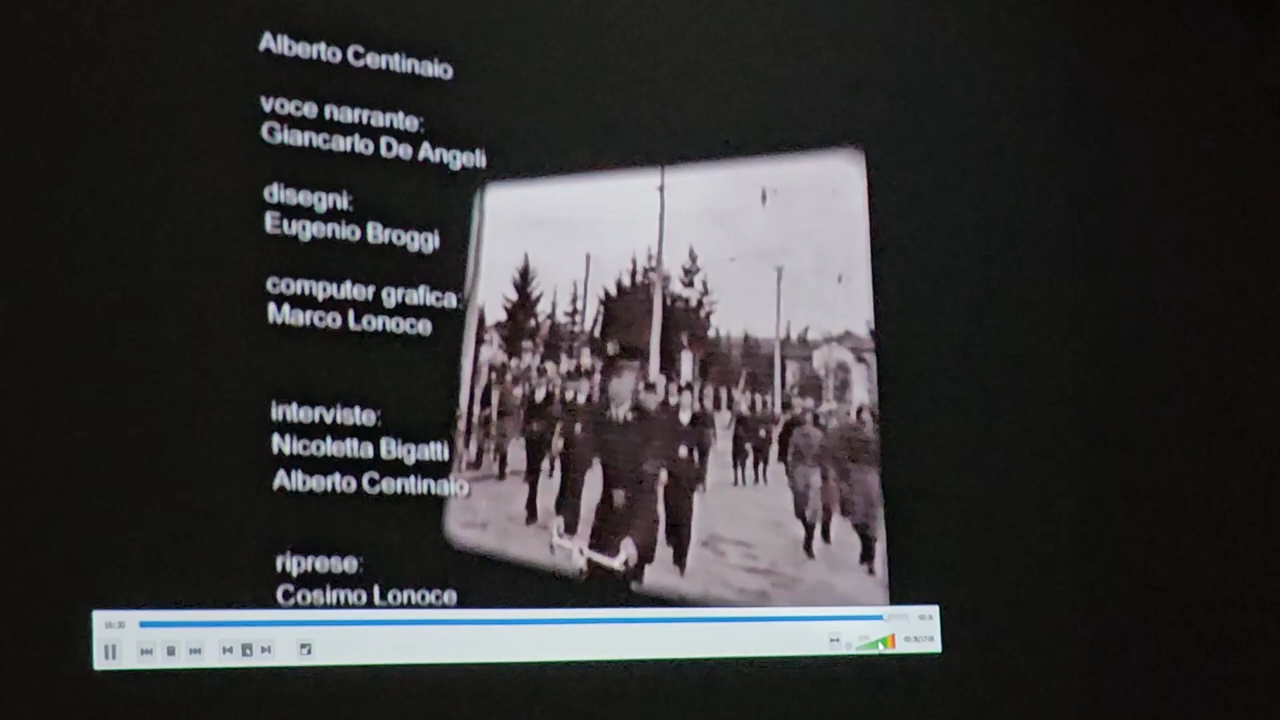 Alberto Centinaio
voce narrante:
Giancarlo De Angeli
disegni:
Eugenio Broggi
computer grafica:
Marco Lonoce
interviste:
Nicoletta Bigatti
Alberto Centinaio
riprese:
Cosimo Lonoce